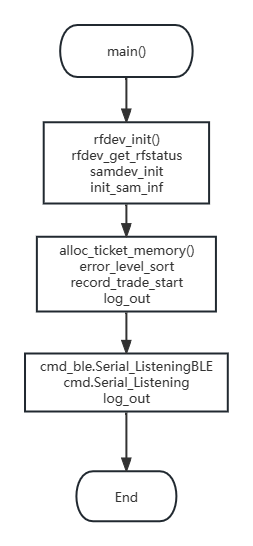 main()
rfdev_init()
rfdev_get_rfstatus
samdev_init
init_sam_inf
alloc_ticket_memory()
error_level_sort
record_trade_start
log_out
cmd_ble.Serial_ListeningBLE
cmd.Serial_Listening
log_out
End